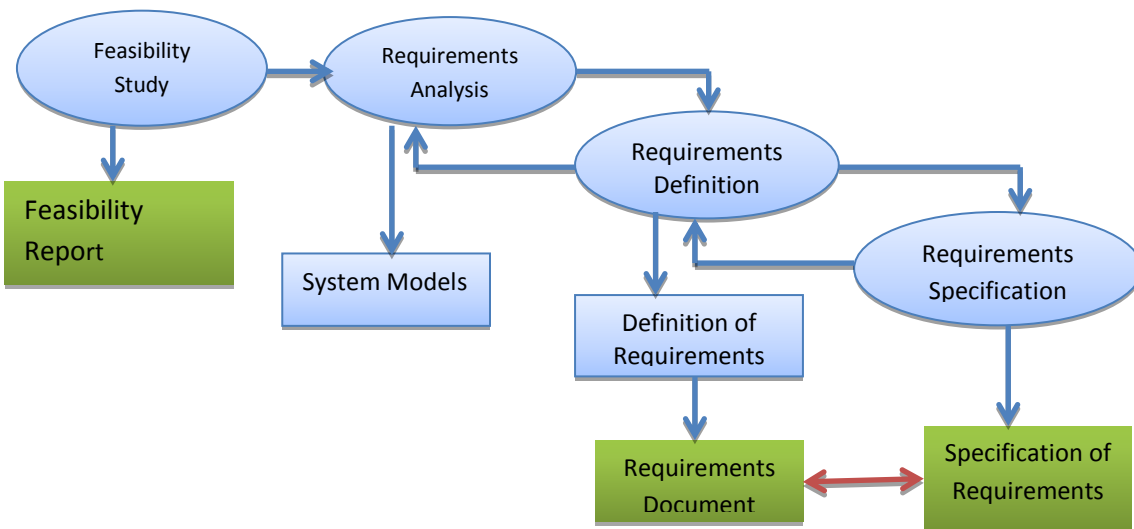 Feasibility
Study
Requirements
Analysis
Requirements
Definition
Feasibility
Report
Requirements
Specification
System Models
Definition of
Requirements
Requirements
Document
Specification of
Requirements